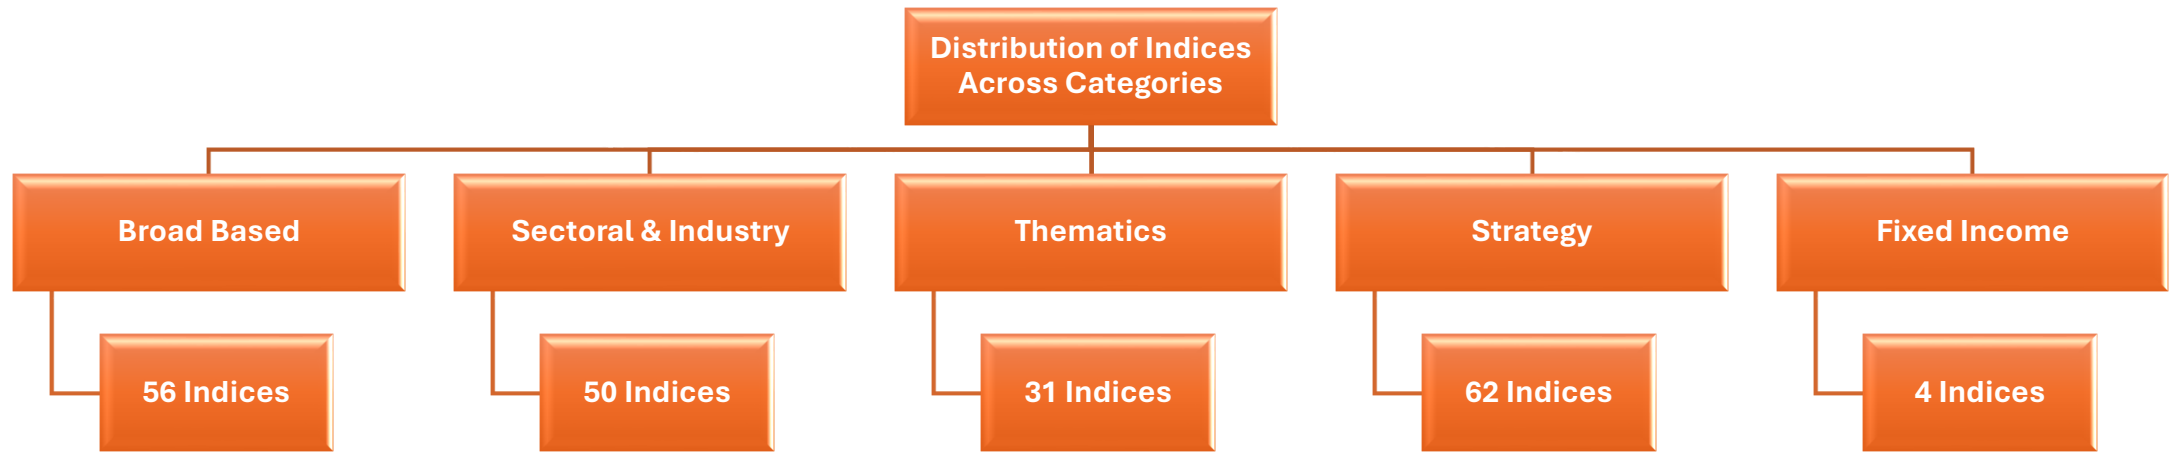 Distribution of Indices
Across Categories
Broad Based
Sectoral & Industry
Thematics
Strategy
Fixed Income
56 Indices
50 Indices
31 Indices
62 Indices
4 Indices